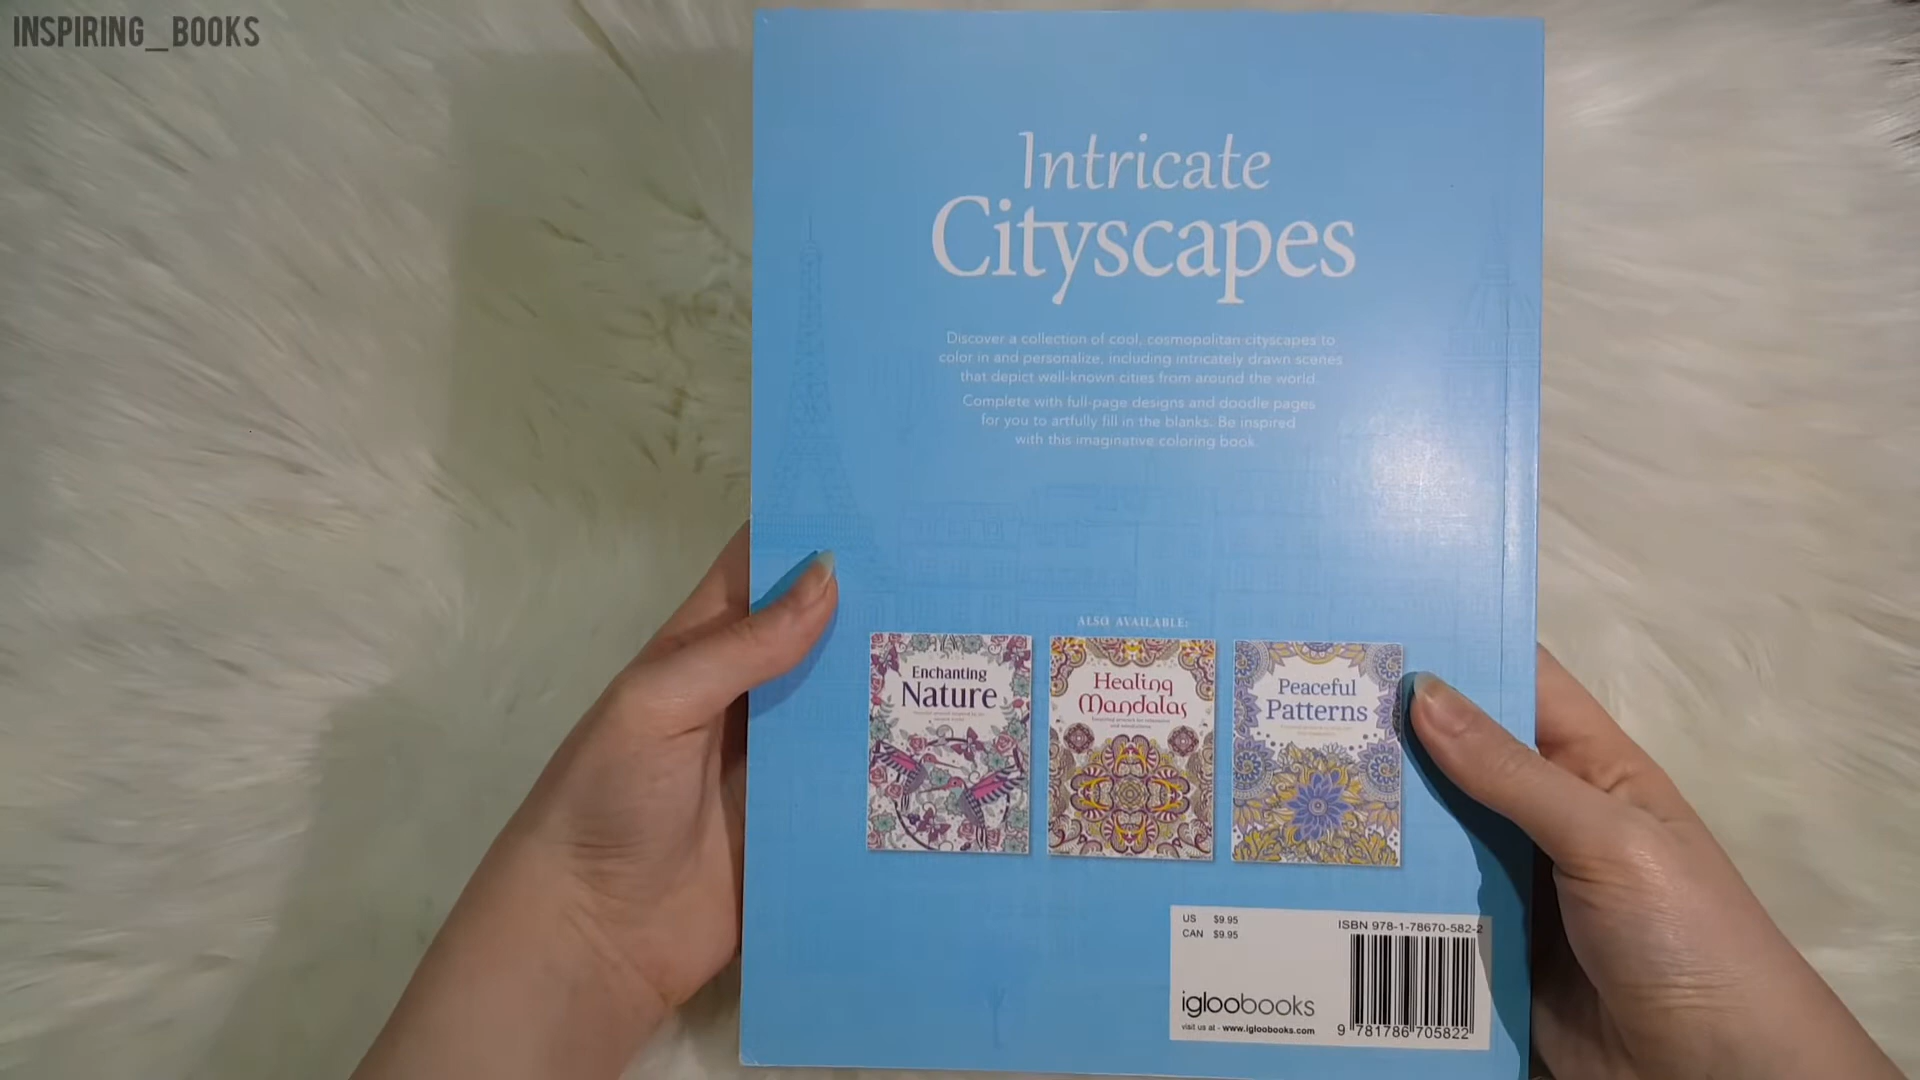 INSPIRING_BOOKS
Intricate
Cityscapes
Discover a collection of cool, cosmopolitan cityscapes to
color in and personalize, including intricately drawn scenes
that depict well-known cities from around the world.
Complete with full-page designs and doodle pages
for you to artfully fill in the blanks. Be inspired
with this imaginative coloring book.
ALSO AVAILABLE:
Enchanting
Nature
Healing
Mandalas
Peaceful
Patterns
US $9.95
CAN $9.95
ISBN 978-1-78670-582-2
igloobooks
visit us at - www.igloobooks.com
9 781786 705822